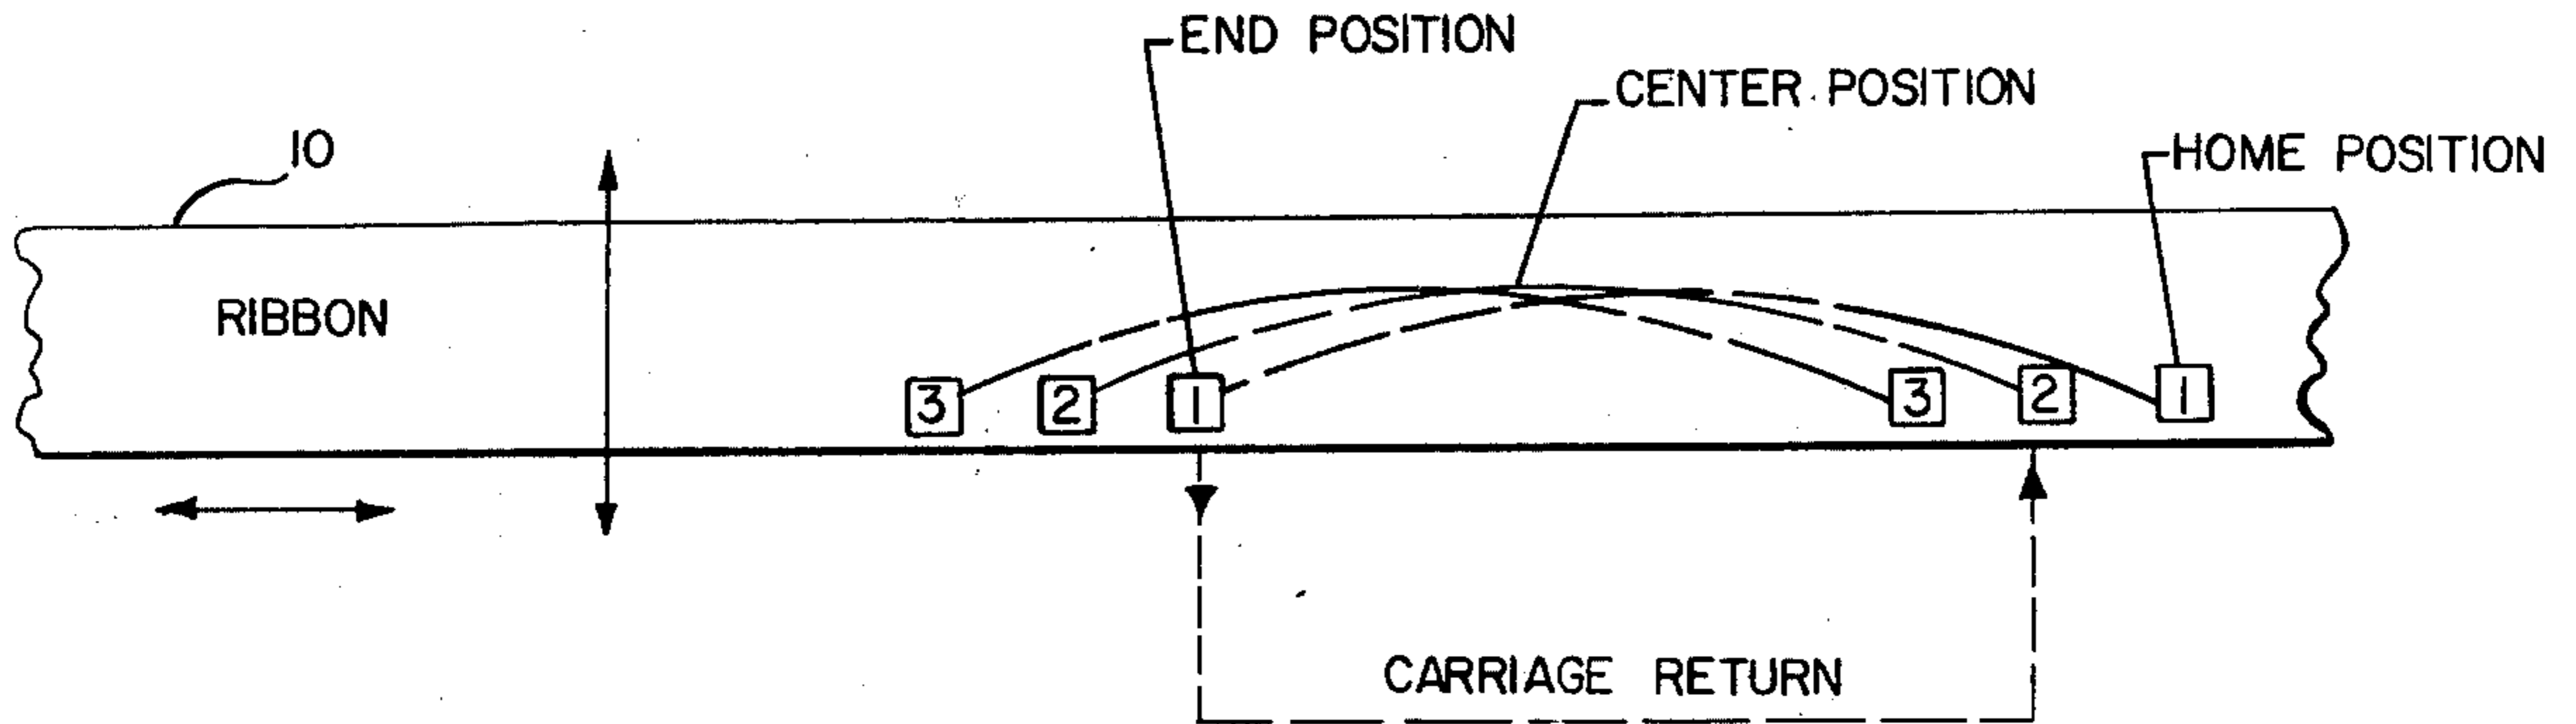 END POSITION
CENTER POSITION
10
HOME POSITION
RIBBON
3 2 1 3 2 1
CARRIAGE RETURN